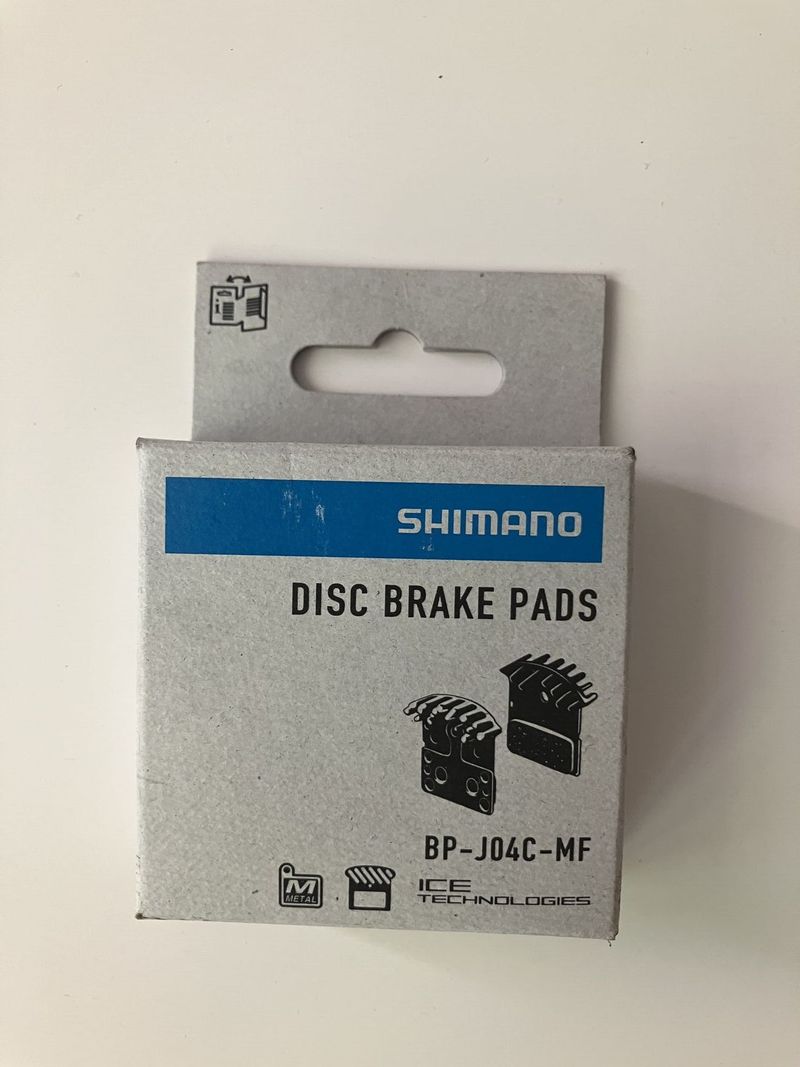 i
SHIMANO
DISC BRAKE PADS
BP-J04C-MF
M
METAL
ICE
TECHNOLOGIES